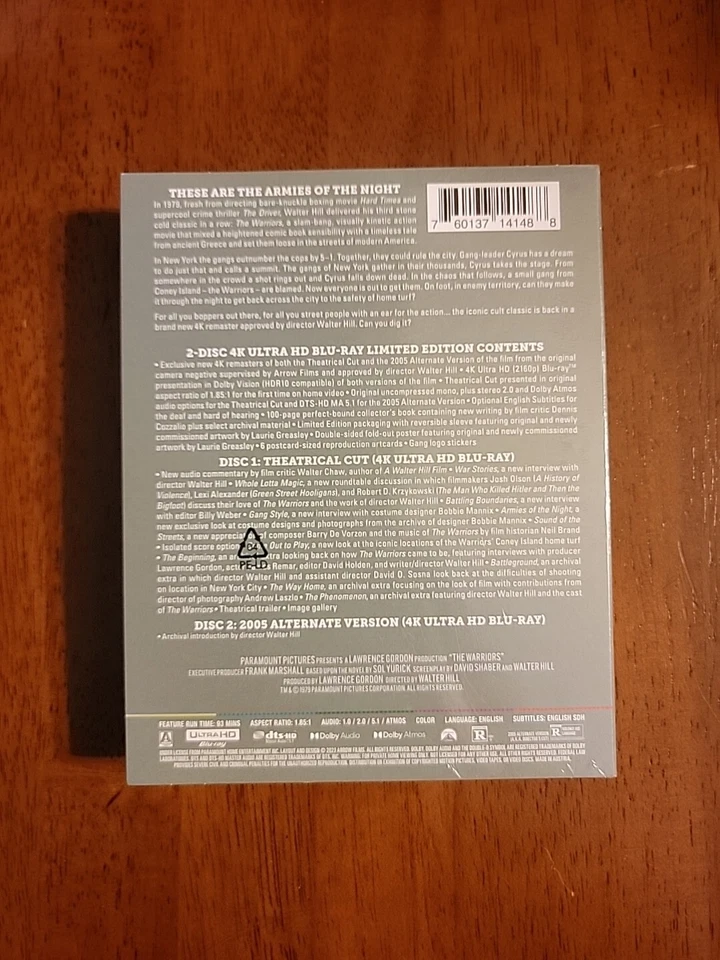 THESE ARE THE ARMIES OF THE NIGHT
In 1979, fresh from directing bare-knuckle boxing movie Hard Times and
supercool crime thriller The Driver, Walter Hill delivered his third stone
cold classic in a row: The Warriors, a slam-bang, visually kinetic action
movie that mixed a heightened comic book sensibility with a timeless tale
from ancient Greece and set them loose in the streets of modern America.
7 60137 14148 8
In New York the gangs outnumber the cops by 5–1. Together, they could rule the city. Gang-leader Cyrus has a dream
to do just that and calls a summit. The gangs of New York gather in their thousands, Cyrus takes the stage. From
somewhere in the crowd a shot rings out and Cyrus falls down dead. In the chaos that follows, a small gang from
Coney Island – the Warriors – are blamed. Now everyone is out to get them. On foot, in enemy territory, can they make
it through the night to get back across the city to the safety of home turf?
For all you boppers out there, for all you street people with an ear for the action... the iconic cult classic is back in a
brand new 4K remaster approved by director Walter Hill. Can you dig it?
2-DISC 4K ULTRA HD BLU-RAY LIMITED EDITION CONTENTS
• Exclusive new 4K remasters of both the Theatrical Cut and the 2005 Alternate Version of the film from the original
camera negative supervised by Arrow Films and approved by director Walter Hill • 4K Ultra HD (2160p) Blu-ray™
presentation in Dolby Vision (HDR10 compatible) of both versions of the film • Theatrical Cut presented in original
aspect ratio of 1.85:1 for the first time on home video • Original uncompressed mono, plus stereo 2.0 and Dolby Atmos
audio options for the Theatrical Cut and DTS-HD MA 5.1 for the 2005 Alternate Version • Optional English Subtitles for
the deaf and hard of hearing • 100-page perfect-bound collector's book containing new writing by film critic Dennis
Cozzalio plus select archival material • Limited Edition packaging with reversible sleeve featuring original and newly
commissioned artwork by Laurie Greasley • Double-sided fold-out poster featuring original and newly commissioned
artwork by Laurie Greasley • 6 postcard-sized reproduction artcards • Gang logo stickers
DISC 1: THEATRICAL CUT (4K ULTRA HD BLU-RAY)
• New audio commentary by film critic Walter Chaw, author of A Walter Hill Film • War Stories, a new interview with
director Walter Hill • Whole Lotta Magic, a new roundtable discussion in which filmmakers Josh Olson (A History of
Violence), Lexi Alexander (Green Street Hooligans), and Robert D. Krzykowski (The Man Who Killed Hitler and Then the
Bigfoot) discuss their love of The Warriors and the work of director Walter Hill • Battling Boundaries, a new interview
with editor Billy Weber • Gang Style, a new interview with costume designer Bobbie Mannix • Armies of the Night, a
new exclusive look at costume designs and photographs from the archive of designer Bobbie Mannix • Sound of the
Streets, a new apprecia of composer Barry De Vorzon and the music of The Warriors by film historian Neil Brand
• Isolated score option Out to Play, a new look at the iconic locations of the Warriors' Coney Island home turf
• The Beginning, an ar tra looking back on how The Warriors came to be, featuring interviews with producer
Lawrence Gordon, act Remar, editor David Holden, and writer/director Walter Hill • Battleground, an archival
extra in which director Walter Hill and assistant director David O. Sosna look back at the difficulties of shooting
on location in New York City • The Way Home, an archival extra focusing on the look of the film with contributions from
director of photography Andrew Laszlo • The Phenomenon, an archival extra featuring director Walter Hill and the cast
of The Warriors • Theatrical trailer • Image gallery
04
PE-LD
DISC 2: 2005 ALTERNATE VERSION (4K ULTRA HD BLU-RAY)
• Archival introduction by director Walter Hill
PARAMOUNT PICTURES PRESENTS A LAWRENCE GORDON PRODUCTION "THE WARRIORS"
EXECUTIVE PRODUCER FRANK MARSHALL BASED UPON THE NOVEL BY SOL YURICK SCREENPLAY BY DAVID SHABER AND WALTER HILL
PRODUCED BY LAWRENCE GORDON DIRECTED BY WALTER HILL
TM & © 1979 PARAMOUNT PICTURES CORPORATION. ALL RIGHTS RESERVED.
FEATURE RUN TIME: 93 MINS ASPECT RATIO: 1.85:1 AUDIO: 1.0 / 2.0 / 5.1 / ATMOS COLOR LANGUAGE: ENGLISH SUBTITLES: ENGLISH SDH
ULTRA HD Blu-ray dts-HD Dolby Audio Dolby Atmos R